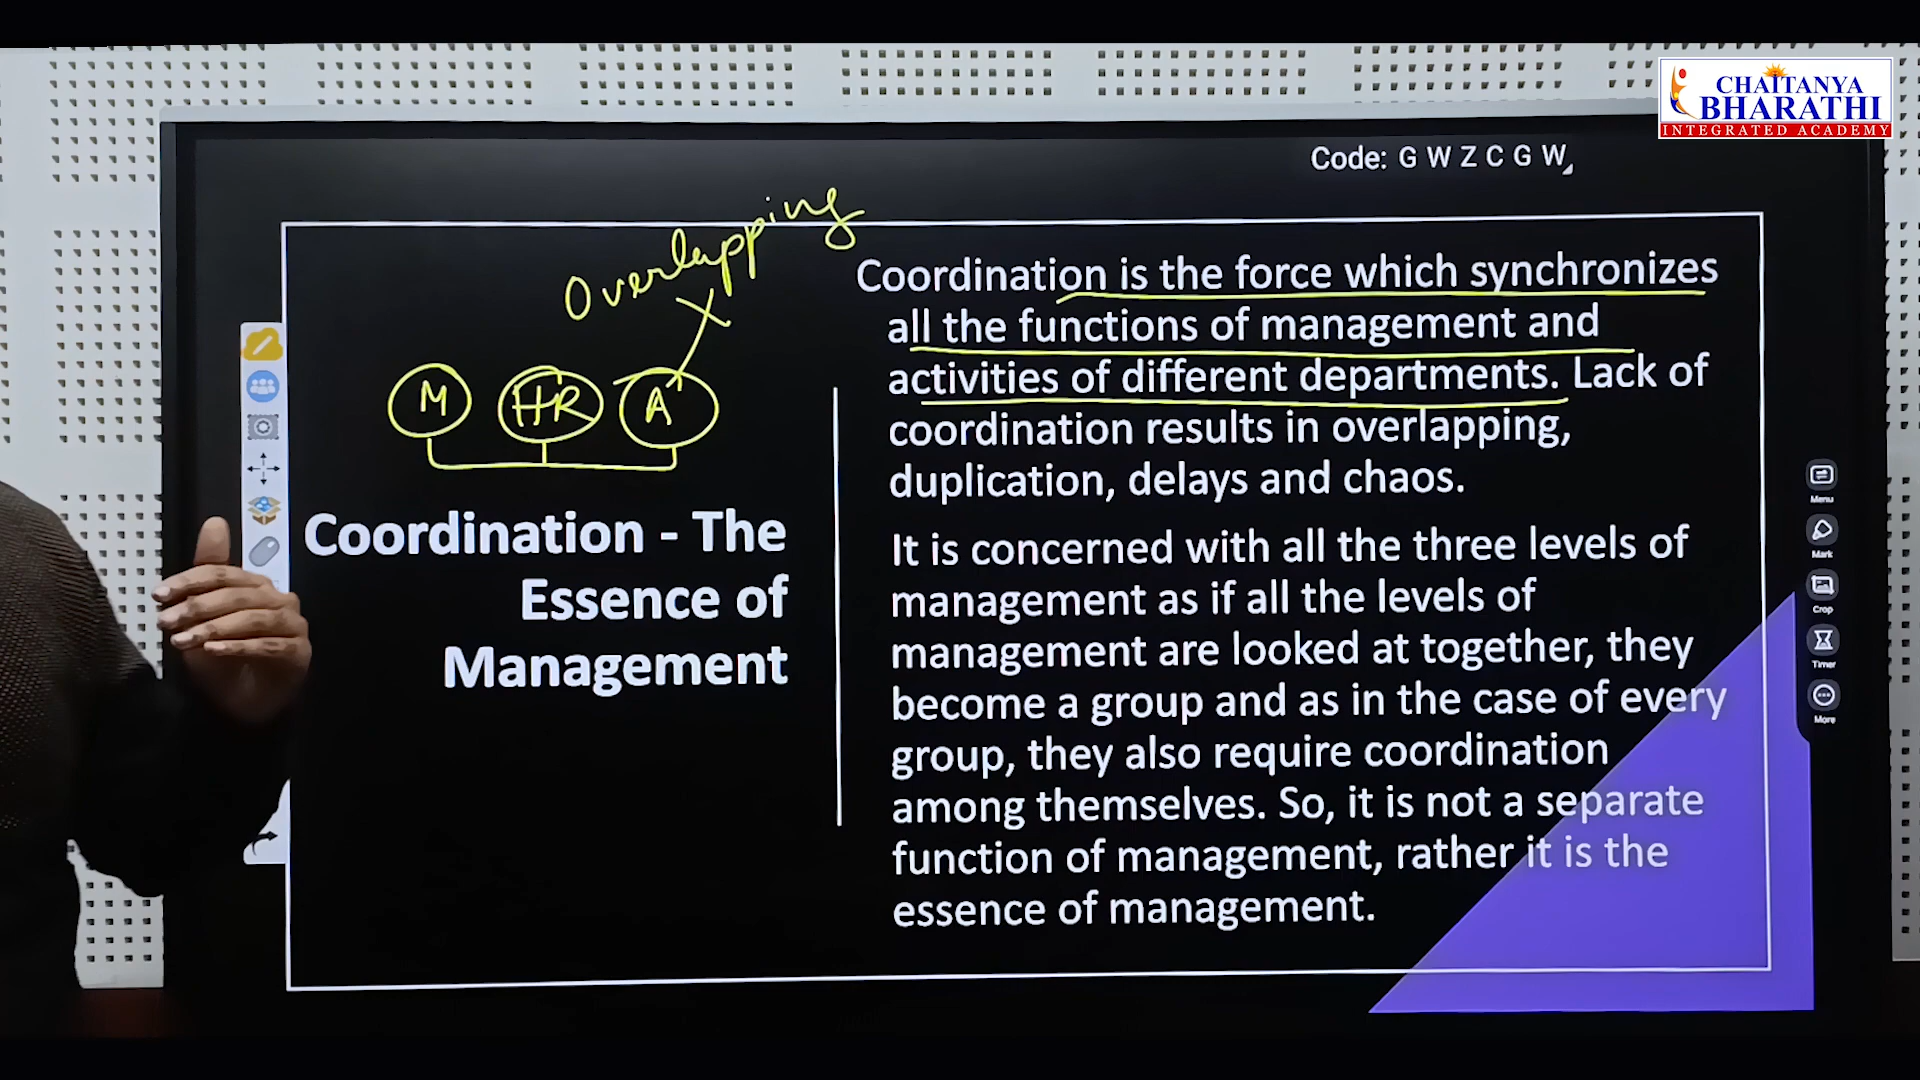 CHAITANYA
BHARATHI
INTEGRATED ACADEMY
Code: G W Z C G W
Overlapping
M HR A
Coordination - The
Essence of
Management
Coordination is the force which synchronizes
all the functions of management and
activities of different departments. Lack of
coordination results in overlapping,
duplication, delays and chaos.
It is concerned with all the three levels of
management as if all the levels of
management are looked at together, they
become a group and as in the case of every
group, they also require coordination
among themselves. So, it is not a separate
function of management, rather it is the
essence of management.
Menu
Mark
Crop
Timer
More